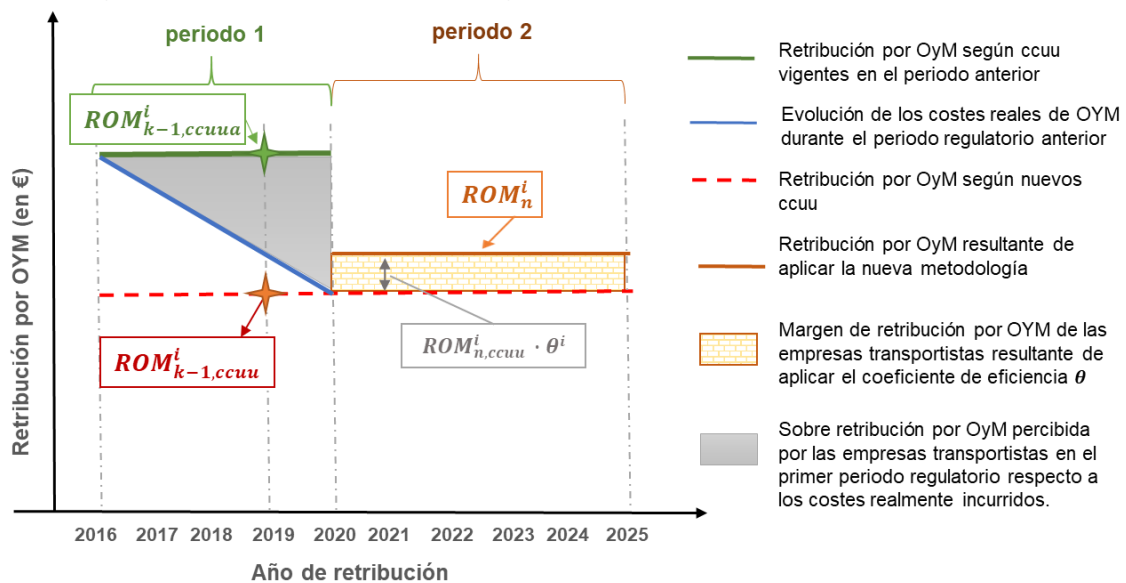 periodo 1
periodo 2
ROM^i_{k-1,ccuua}
ROM^i_n
ROM^i_{k-1,ccuu}
ROM^i_{n,ccuu} · θ^i
Retribución por OYM (en €)
2016 2017 2018 2019 2020 2021 2022 2023 2024 2025
Año de retribución
Retribución por OyM según ccuu
vigentes en el periodo anterior
Evolución de los costes reales de OYM
durante el periodo regulatorio anterior
Retribución por OyM según nuevos
ccuu
Retribución por OyM resultante de
aplicar la nueva metodología
Margen de retribución por OYM de las
empresas transportistas resultante de
aplicar el coeficiente de eficiencia θ
Sobre retribución por OyM percibida
por las empresas transportistas en el
primer periodo regulatorio respecto a
los costes realmente incurridos.